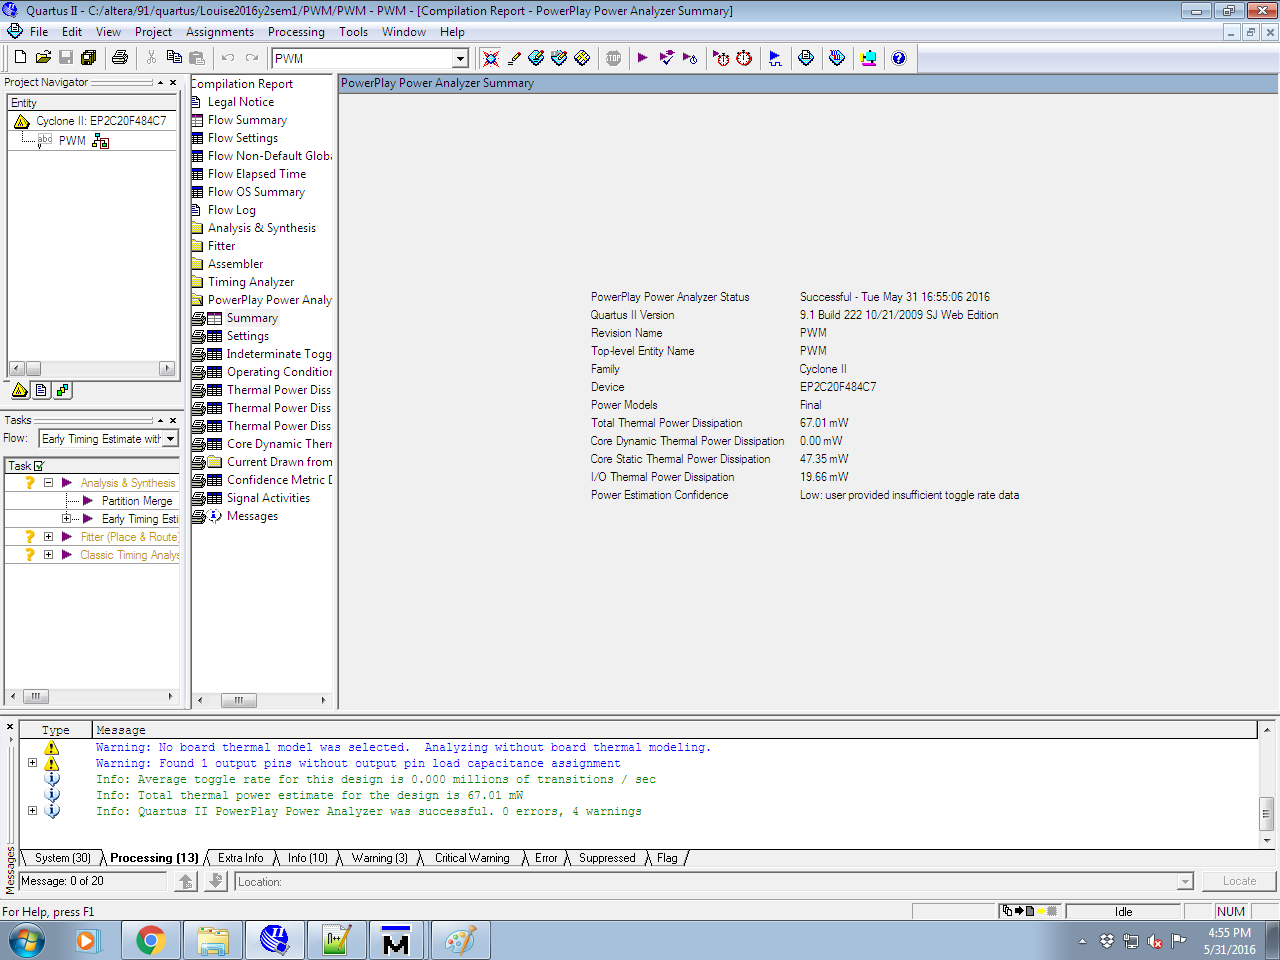 Quartus II - C:/altera/91/quartus/Louise2016y2sem1/PWM/PWM - PWM - [Compilation Report - PowerPlay Power Analyzer Summary]
File Edit View Project Assignments Processing Tools Window Help
PWM
Project Navigator
Entity
Cyclone II: EP2C20F484C7
abc PWM
Tasks
Flow: Early Timing Estimate with
Task
Analysis & Synthesis
Partition Merge
Early Timing Esti
Fitter (Place & Route)
Classic Timing Analys
Compilation Report
Legal Notice
Flow Summary
Flow Settings
Flow Non-Default Globa
Flow Elapsed Time
Flow OS Summary
Flow Log
Analysis & Synthesis
Fitter
Assembler
Timing Analyzer
PowerPlay Power Analy
Summary
Settings
Indeterminate Togg
Operating Condition
Thermal Power Diss
Thermal Power Diss
Thermal Power Diss
Core Dynamic Therm
Current Drawn from
Confidence Metric D
Signal Activities
Messages
PowerPlay Power Analyzer Summary
PowerPlay Power Analyzer Status Successful - Tue May 31 16:55:06 2016
Quartus II Version 9.1 Build 222 10/21/2009 SJ Web Edition
Revision Name PWM
Top-level Entity Name PWM
Family Cyclone II
Device EP2C20F484C7
Power Models Final
Total Thermal Power Dissipation 67.01 mW
Core Dynamic Thermal Power Dissipation 0.00 mW
Core Static Thermal Power Dissipation 47.35 mW
I/O Thermal Power Dissipation 19.66 mW
Power Estimation Confidence Low: user provided insufficient toggle rate data
Type Message
Warning: No board thermal model was selected.  Analyzing without board thermal modeling.
Warning: Found 1 output pins without output pin load capacitance assignment
Info: Average toggle rate for this design is 0.000 millions of transitions / sec
Info: Total thermal power estimate for the design is 67.01 mW
Info: Quartus II PowerPlay Power Analyzer was successful. 0 errors, 4 warnings
System (30) Processing (13) Extra Info Info (10) Warning (3) Critical Warning Error Suppressed Flag
Messages
Message: 0 of 20 Location: Locate
For Help, press F1 Idle NUM
4:55 PM
5/31/2016